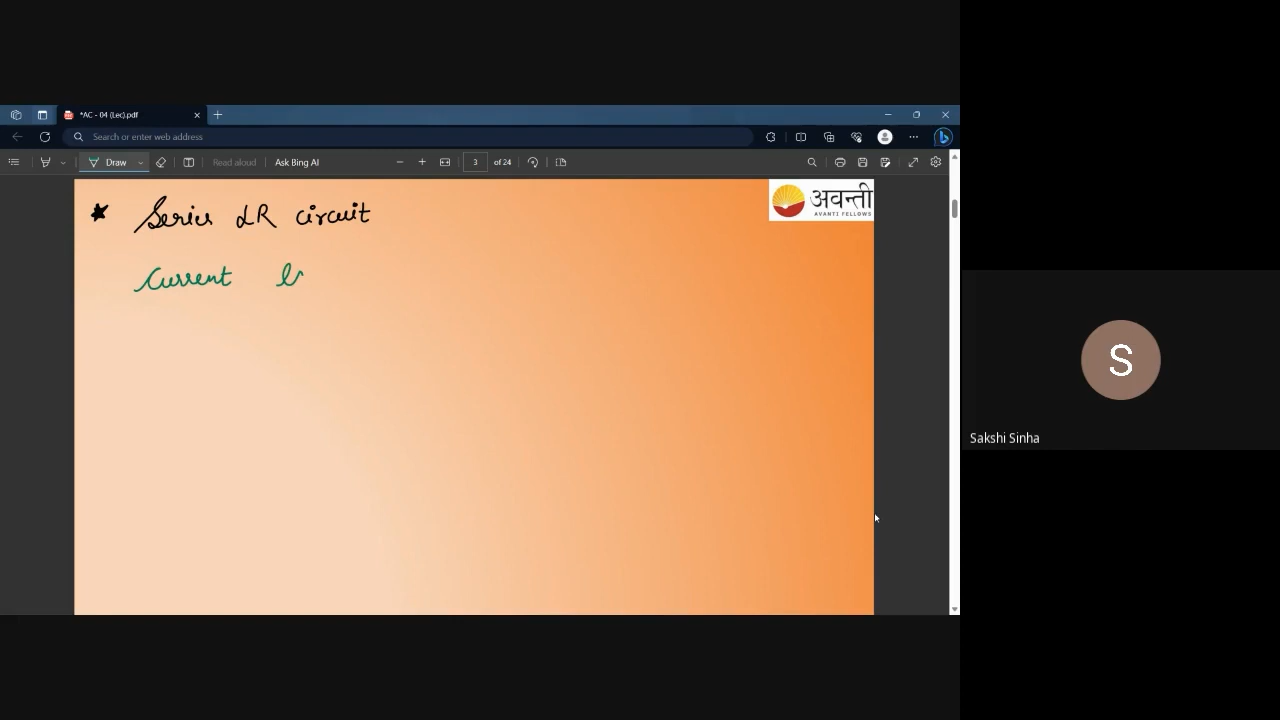 *AC - 04 (Lec).pdf
Search or enter web address
Draw
Read aloud
Ask Bing AI
3 of 24
अवन्ती
AVANTI FELLOWS
Series LR circuit
Current
S
Sakshi Sinha